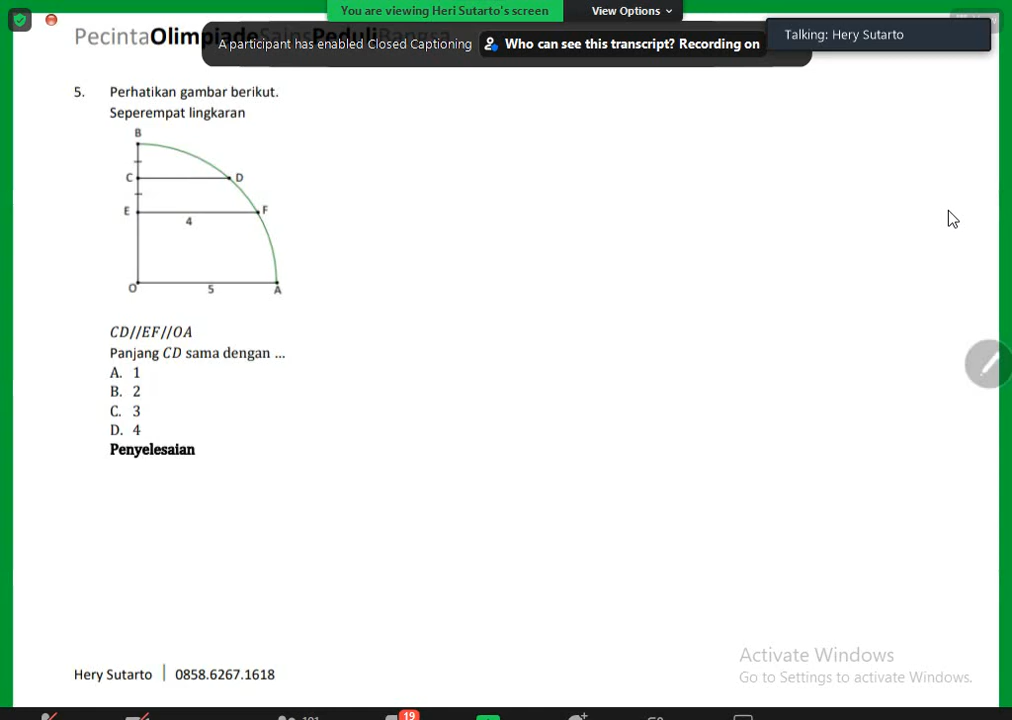 You are viewing Heri Sutarto's screen
View Options
PecintaOlimpiadeSainsPeduliBangsa
A participant has enabled Closed Captioning
Who can see this transcript? Recording on
Talking: Hery Sutarto
5. Perhatikan gambar berikut.
Seperempat lingkaran
B
C
D
E
F
4
O
5
A
CD//EF//OA
Panjang CD sama dengan ...
A. 1
B. 2
C. 3
D. 4
Penyelesaian
Activate Windows
Go to Settings to activate Windows.
Hery Sutarto | 0858.6267.1618
19